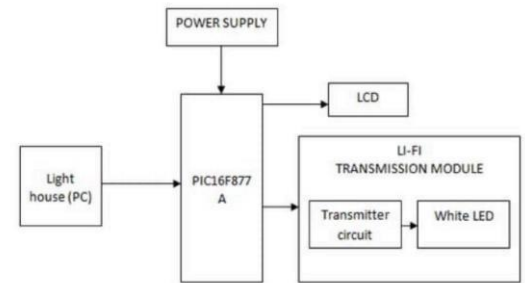 POWER SUPPLY
LCD
Light
house (PC)
PIC16F877
A
LI-FI
TRANSMISSION MODULE
Transmitter
circuit
White LED